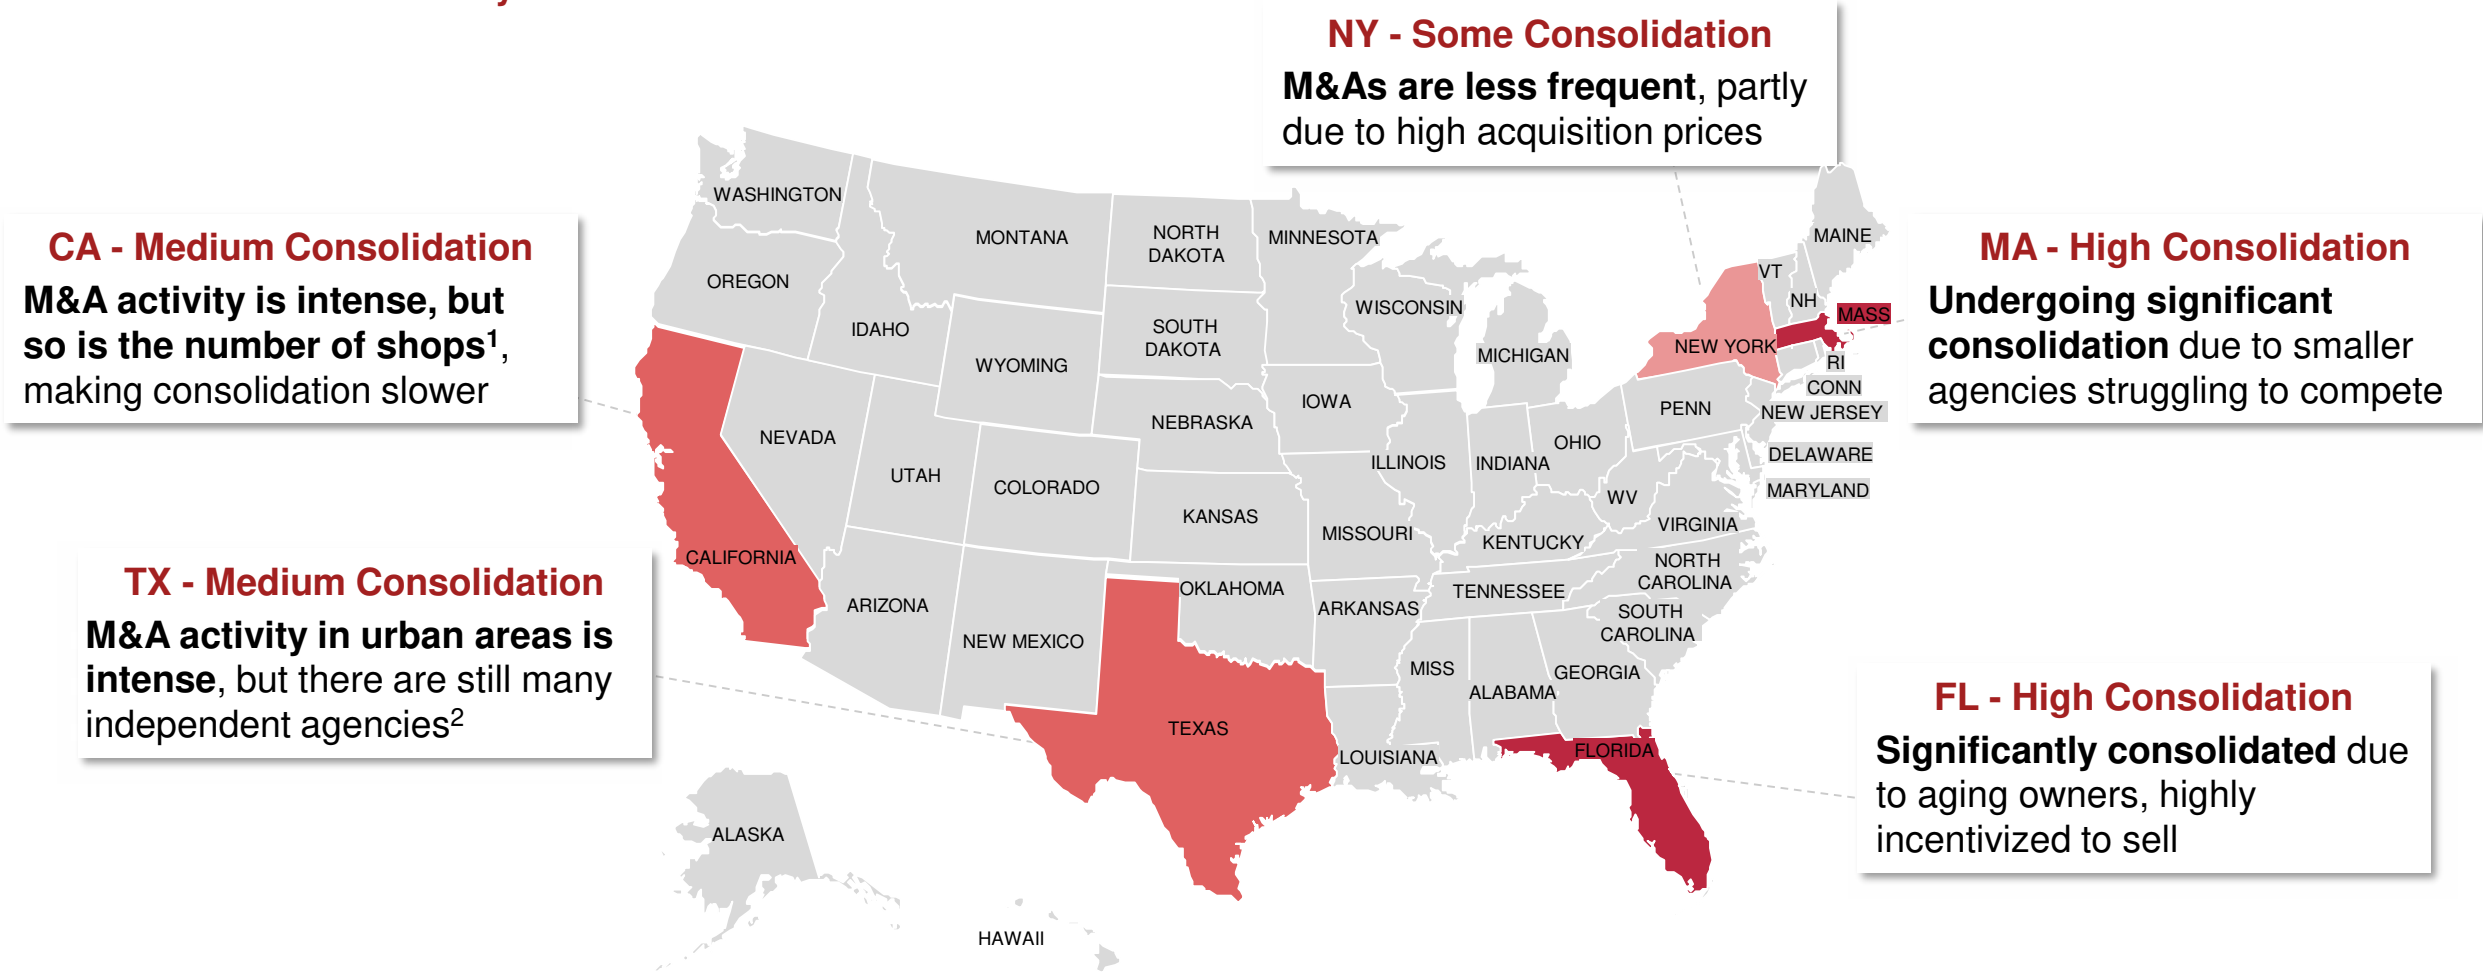 NY - Some Consolidation
M&As are less frequent, partly
due to high acquisition prices
CA - Medium Consolidation
M&A activity is intense, but
so is the number of shops¹,
making consolidation slower
MA - High Consolidation
Undergoing significant
consolidation due to smaller
agencies struggling to compete
TX - Medium Consolidation
M&A activity in urban areas is
intense, but there are still many
independent agencies²
FL - High Consolidation
Significantly consolidated due
to aging owners, highly
incentivized to sell
WASHINGTON
OREGON
IDAHO
MONTANA
NORTH
DAKOTA
MINNESOTA
WISCONSIN
MICHIGAN
SOUTH
DAKOTA
WYOMING
NEBRASKA
IOWA
NEVADA
UTAH
COLORADO
KANSAS
MISSOURI
ILLINOIS
INDIANA
OHIO
PENN
NEW YORK
VT
NH
MAINE
MASS
RI
CONN
NEW JERSEY
DELAWARE
MARYLAND
WV
VIRGINIA
KENTUCKY
NORTH
CAROLINA
TENNESSEE
SOUTH
CAROLINA
CALIFORNIA
ARIZONA
NEW MEXICO
OKLAHOMA
ARKANSAS
TEXAS
LOUISIANA
MISS
ALABAMA
GEORGIA
FLORIDA
ALASKA
HAWAII